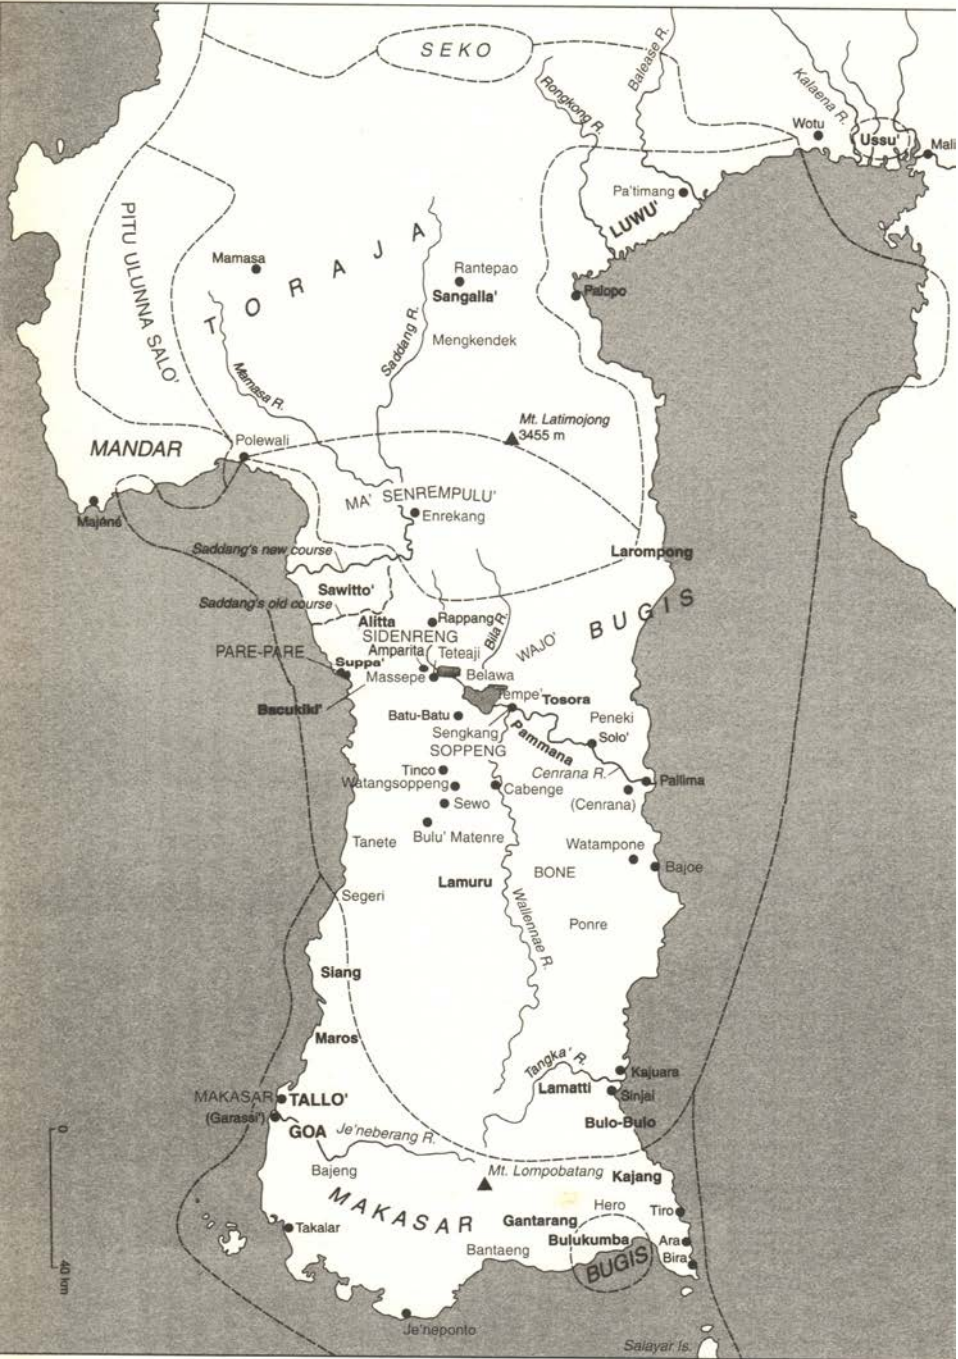 SEKO
Rongkong R.
Balease R.
Kalaena R.
Wotu
Ussu'
Mali
Pa'timang
LUWU'
PITU ULUNNA SALO'
Mamasa
TORAJA
Rantepao
Sangalla'
Palopo
Saddang R.
Mengkendek
Mamasa R.
Mt. Latimojong
3455 m
MANDAR
Polewali
MA' SENREMPULU'
Enrekang
Majéné
Saddang's new course
Larompong
Sawitto'
Saddang's old course
Alitta
Rappang
BUGIS
SIDENRENG
Bila R.
WAJO'
PARE-PARE
Suppa'
Amparita
Teteaji
Massepe
Belawa
Bacukiki'
Tempe'
Tosora
Batu-Batu
Peneki
Sengkang
Solo'
SOPPENG
Pammana
Tinco
Cenrana R.
Pallima
Watangsoppeng
Cabenge
(Cenrana)
Sewo
Bulu' Matenre
Tanete
Watampone
Bajoe
Lamuru
BONE
Segeri
Wallennae R.
Ponre
Siang
Maros
Tangka' R.
Kajuara
Lamatti
Sinjai
MAKASAR
TALLO'
(Garassi')
Bulo-Bulo
GOA
Je'neberang R.
0
40 km
Bajeng
Mt. Lompobatang
Kajang
MAKASAR
Hero
Tiro
Gantarang
Takalar
Bulukumba
Ara
Bantaeng
BUGIS
Bira
Je'neponto
Salayar Is.